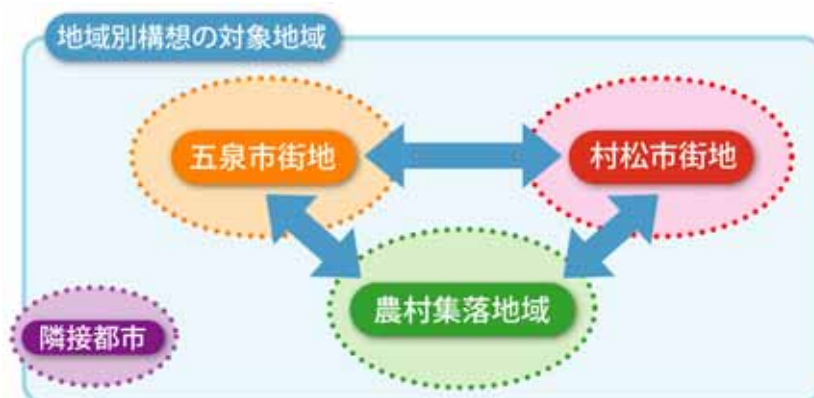 地域別構想の対象地域
五泉市街地
村松市街地
農村集落地域
隣接都市